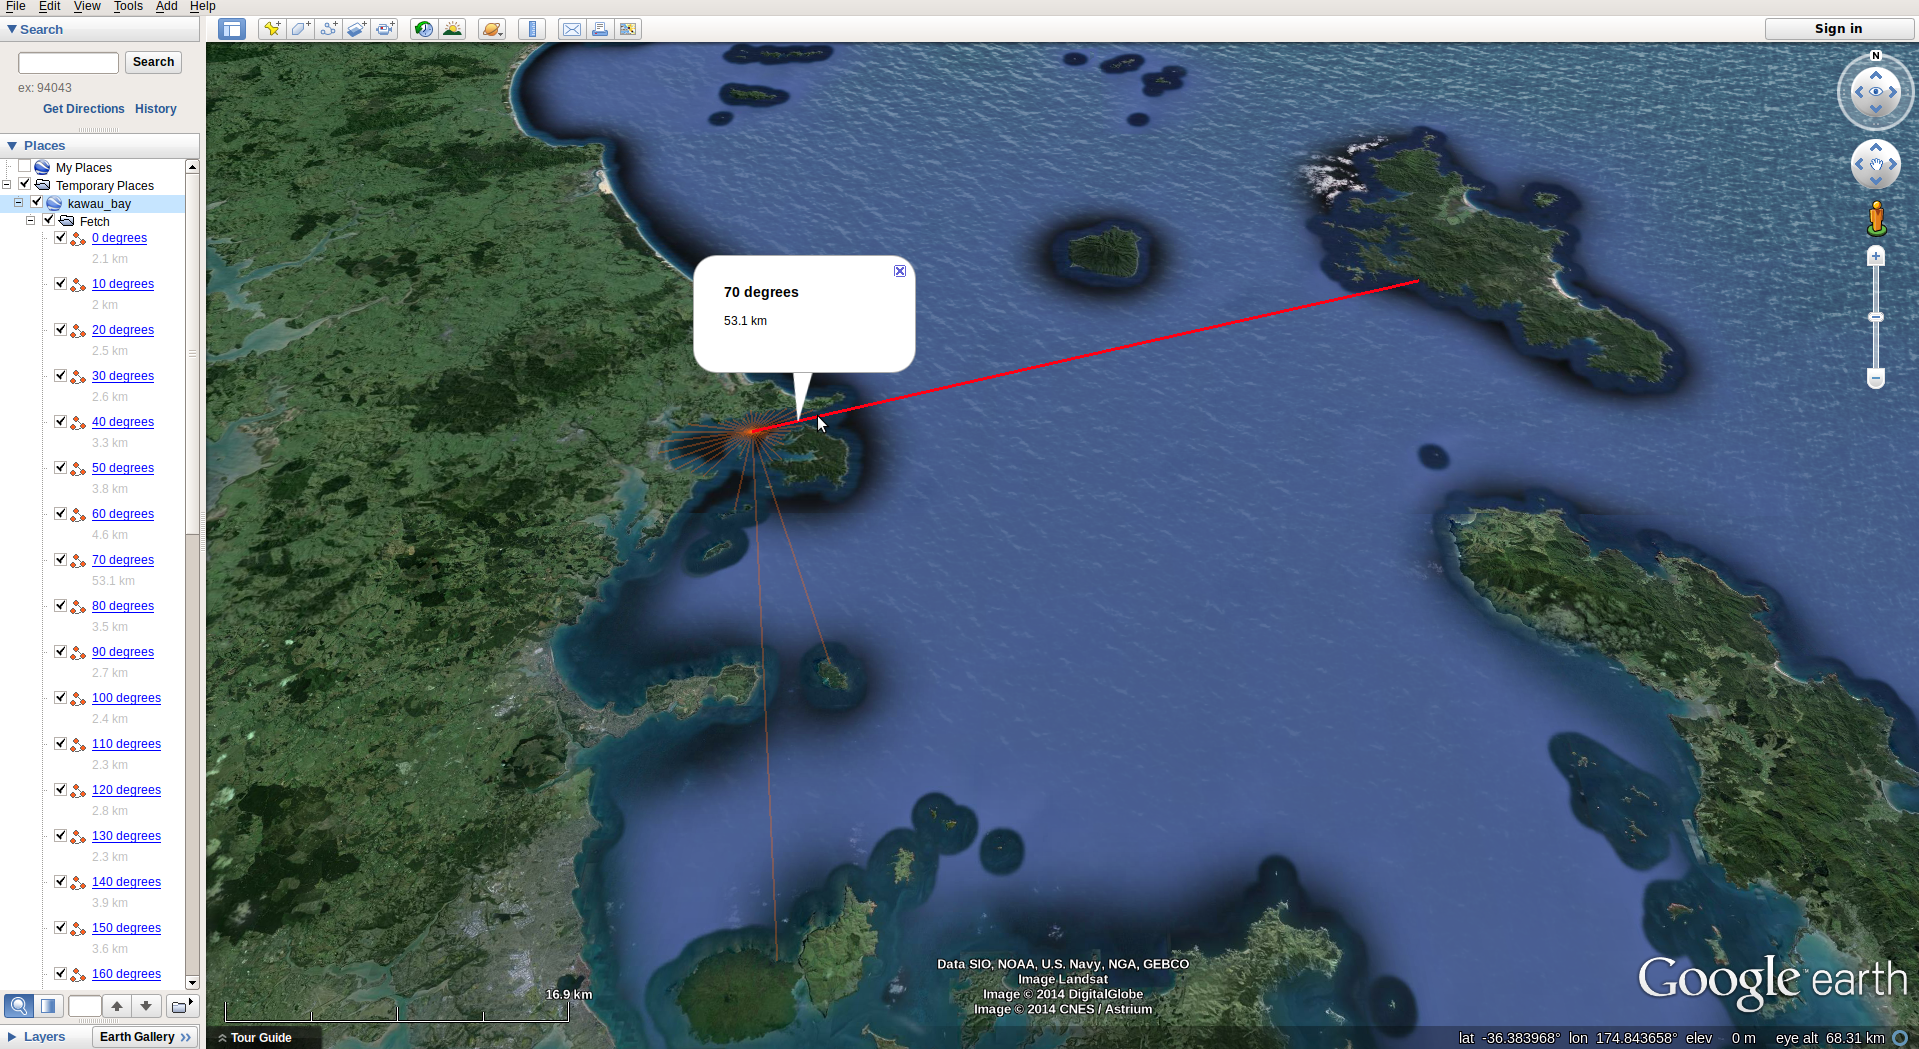 File Edit View Tools Add Help
Search
Sign in
Search
ex: 94043
Get Directions History
N
Places
My Places
Temporary Places
kawau_bay
Fetch
0 degrees
2.1 km
10 degrees
2 km
20 degrees
2.5 km
30 degrees
2.6 km
40 degrees
3.3 km
50 degrees
3.8 km
60 degrees
4.6 km
70 degrees
53.1 km
80 degrees
3.5 km
90 degrees
2.7 km
100 degrees
2.4 km
110 degrees
2.3 km
120 degrees
2.8 km
130 degrees
2.3 km
140 degrees
3.9 km
150 degrees
3.6 km
160 degrees
Layers
Earth Gallery
70 degrees
53.1 km
16.9 km
Data SIO, NOAA, U.S. Navy, NGA, GEBCO
Image Landsat
Image © 2014 DigitalGlobe
Image © 2014 CNES / Astrium
Google earth
Tour Guide
lat -36.383968° lon 174.843658° elev 0 m eye alt 68.31 km